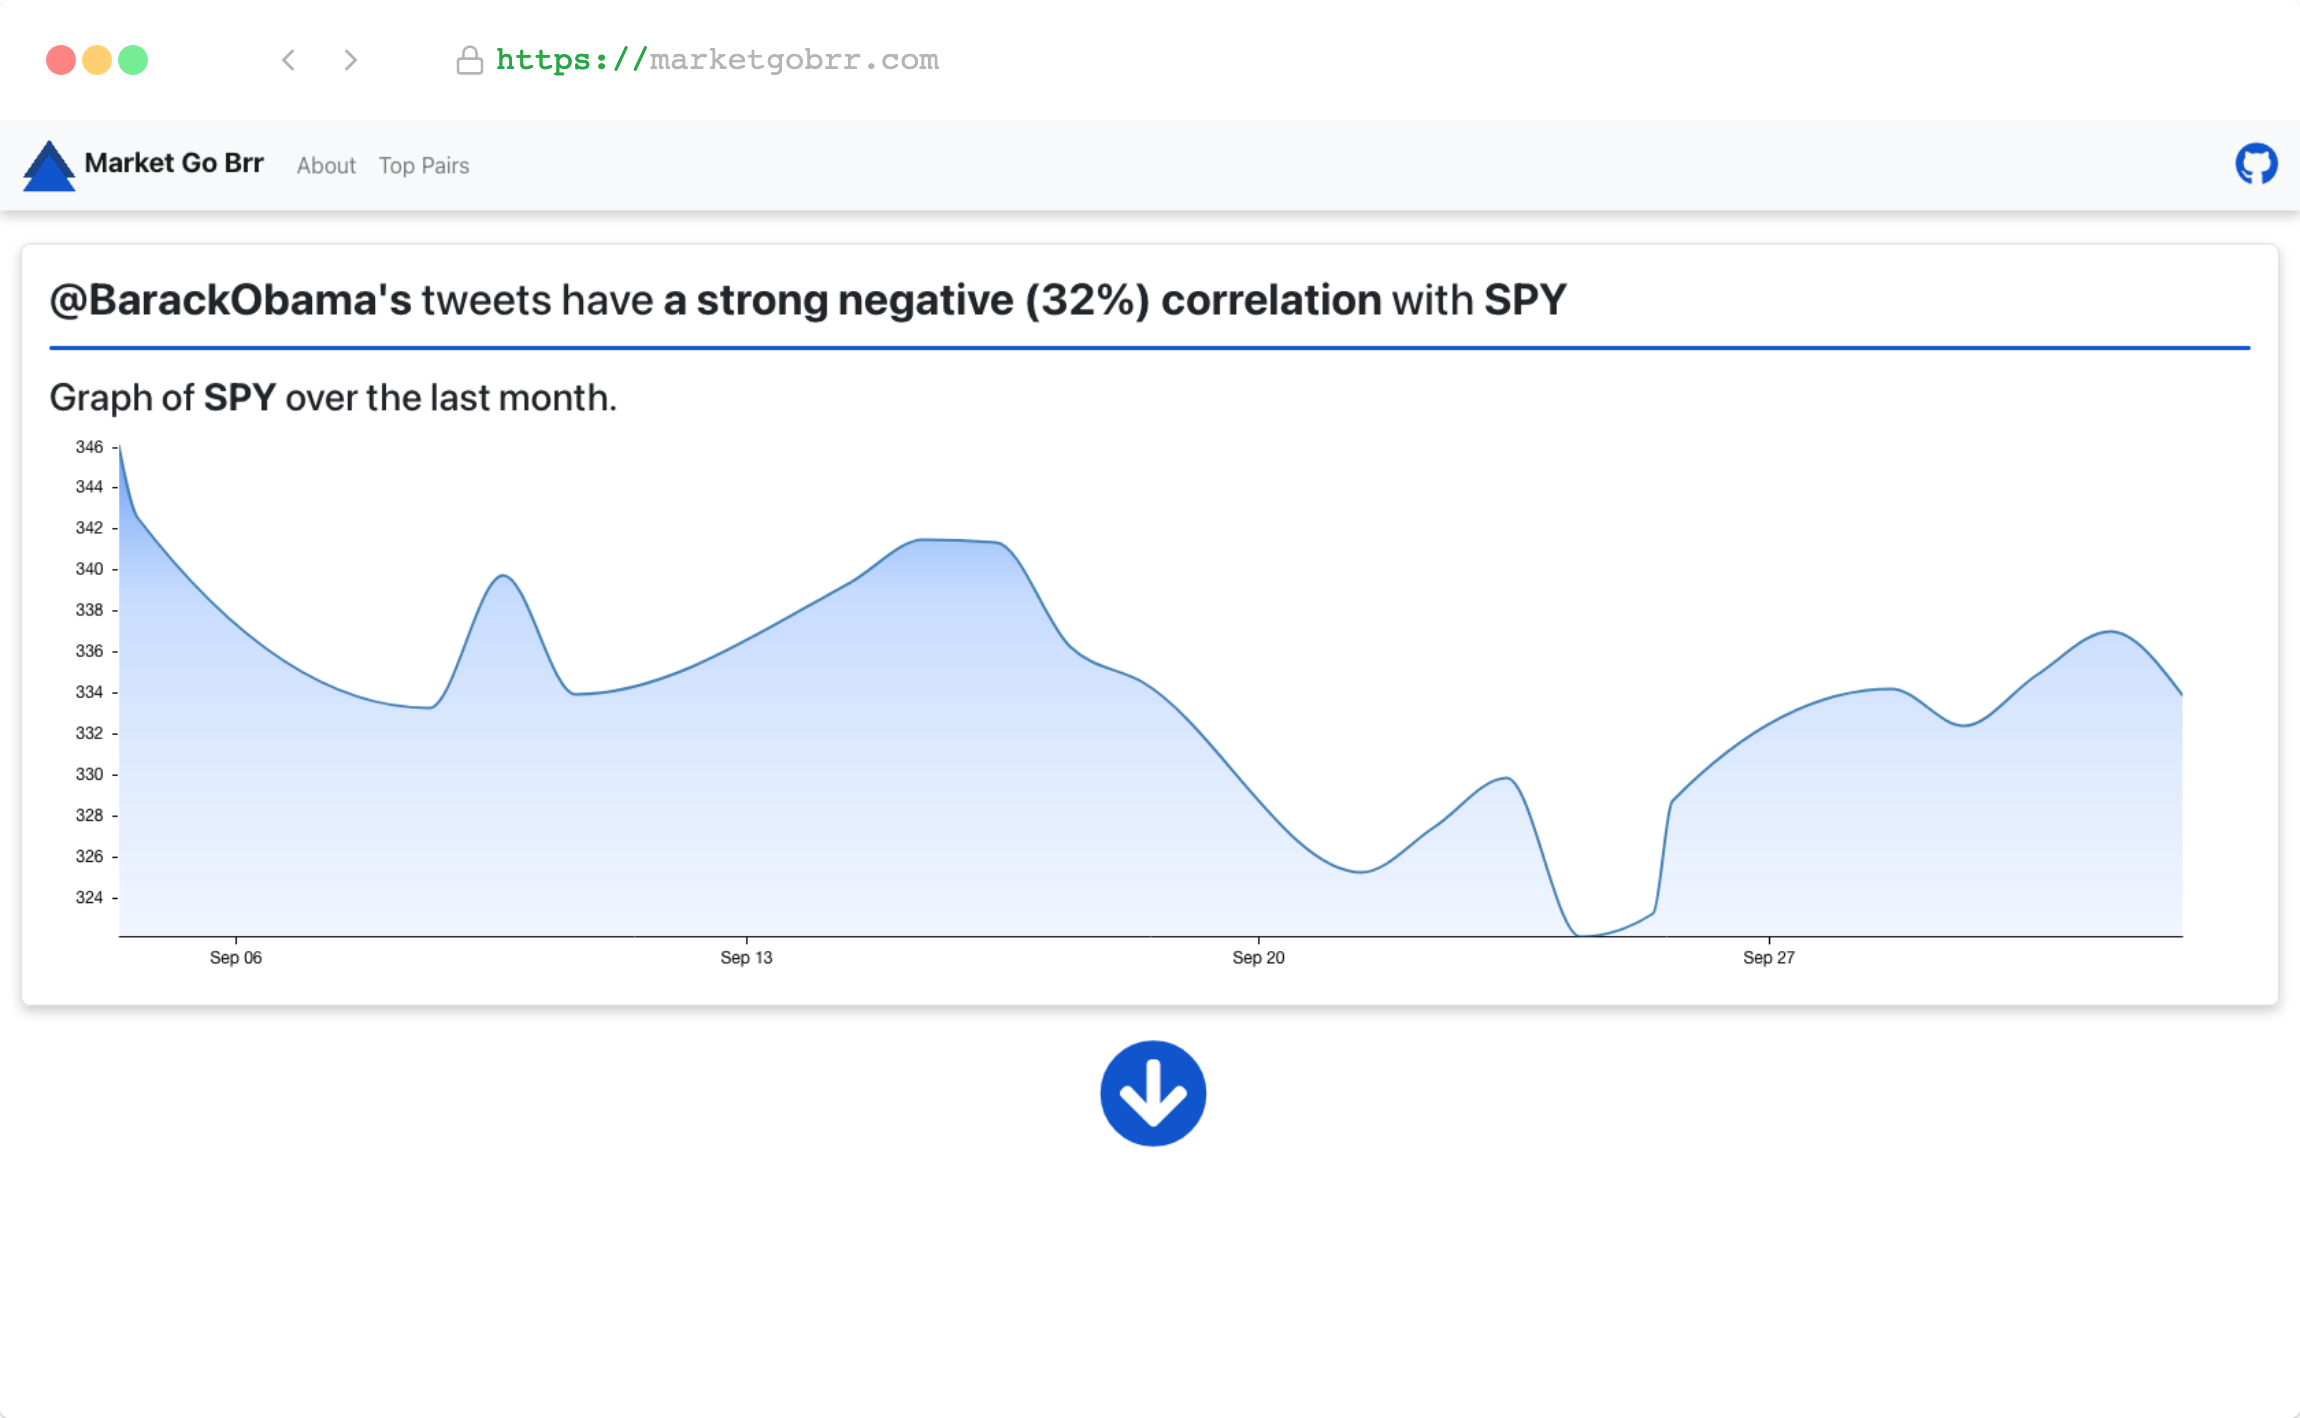 https://marketgobrr.com
Market Go Brr About Top Pairs
@BarackObama's tweets have a strong negative (32%) correlation with SPY
Graph of SPY over the last month.
346
344
342
340
338
336
334
332
330
328
326
324
Sep 06 Sep 13 Sep 20 Sep 27